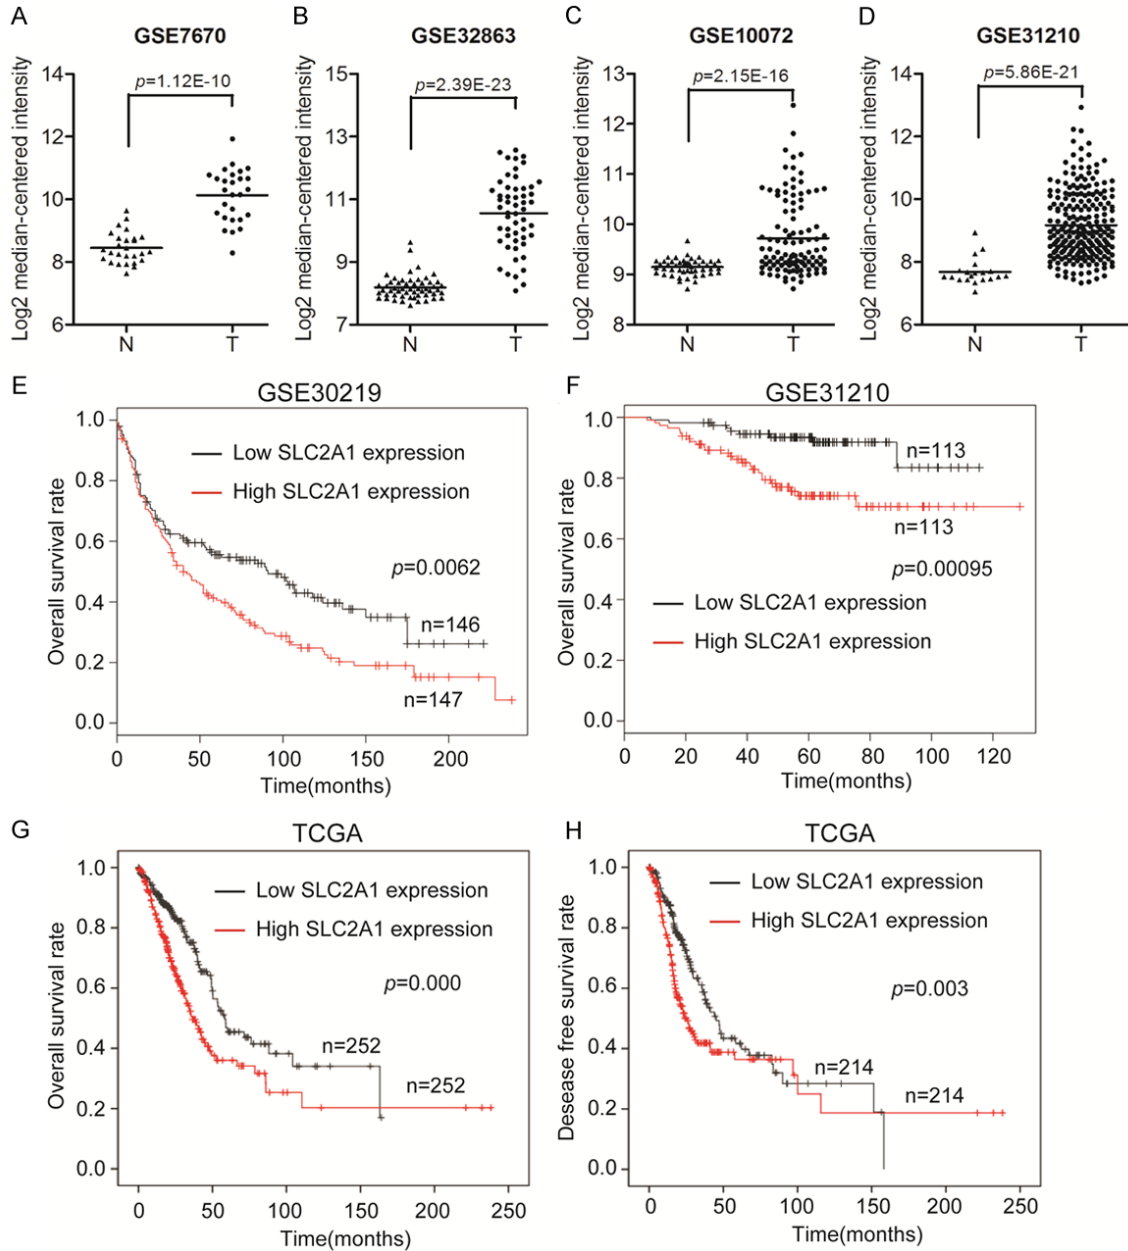 A
GSE7670
Log2 median-centered intensity
p=1.12E-10
14
12
10
8
6
N
T
B
GSE32863
Log2 median-centered intensity
p=2.39E-23
15
13
11
9
7
N
T
C
GSE10072
Log2 median-centered intensity
p=2.15E-16
13
12
11
10
9
8
N
T
D
GSE31210
Log2 median-centered intensity
p=5.86E-21
14
12
10
8
6
N
T
E
GSE30219
Overall survival rate
1.0
0.8
0.6
0.4
0.2
0.0
Low SLC2A1 expression
High SLC2A1 expression
p=0.0062
n=146
n=147
0
50
100
150
200
Time(months)
F
GSE31210
Overall survival rate
1.0
0.8
0.6
0.4
0.2
0.0
n=113
n=113
p=0.00095
Low SLC2A1 expression
High SLC2A1 expression
0
20
40
60
80
100
120
Time(months)
G
TCGA
Overall survival rate
1.0
0.8
0.6
0.4
0.2
0.0
Low SLC2A1 expression
High SLC2A1 expression
p=0.000
n=252
n=252
0
50
100
150
200
250
Time(months)
H
TCGA
Desease free survival rate
1.0
0.8
0.6
0.4
0.2
0.0
Low SLC2A1 expression
High SLC2A1 expression
p=0.003
n=214
n=214
0
50
100
150
200
250
Time(months)